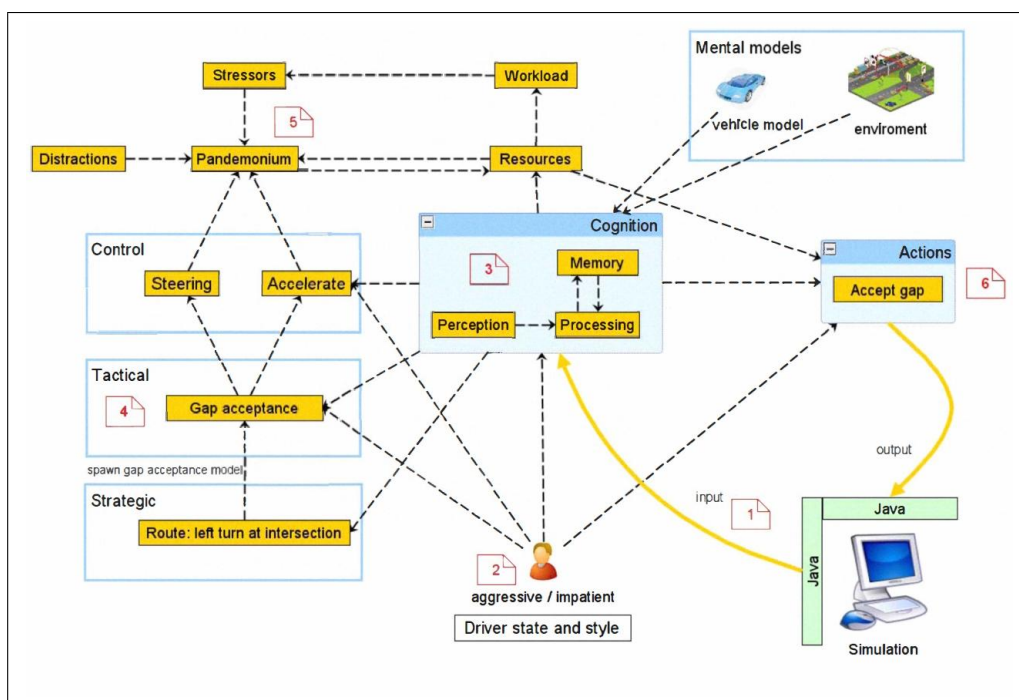 Mental models
vehicle model
enviroment
Stressors
Workload
5
Distractions
Pandemonium
Resources
Control
Steering
Accelerate
Cognition
3
Memory
Perception
Processing
Actions
Accept gap
6
Tactical
4
Gap acceptance
spawn gap acceptance model
Strategic
Route: left turn at intersection
2
aggressive / impatient
Driver state and style
input
1
output
Java
Java
Simulation